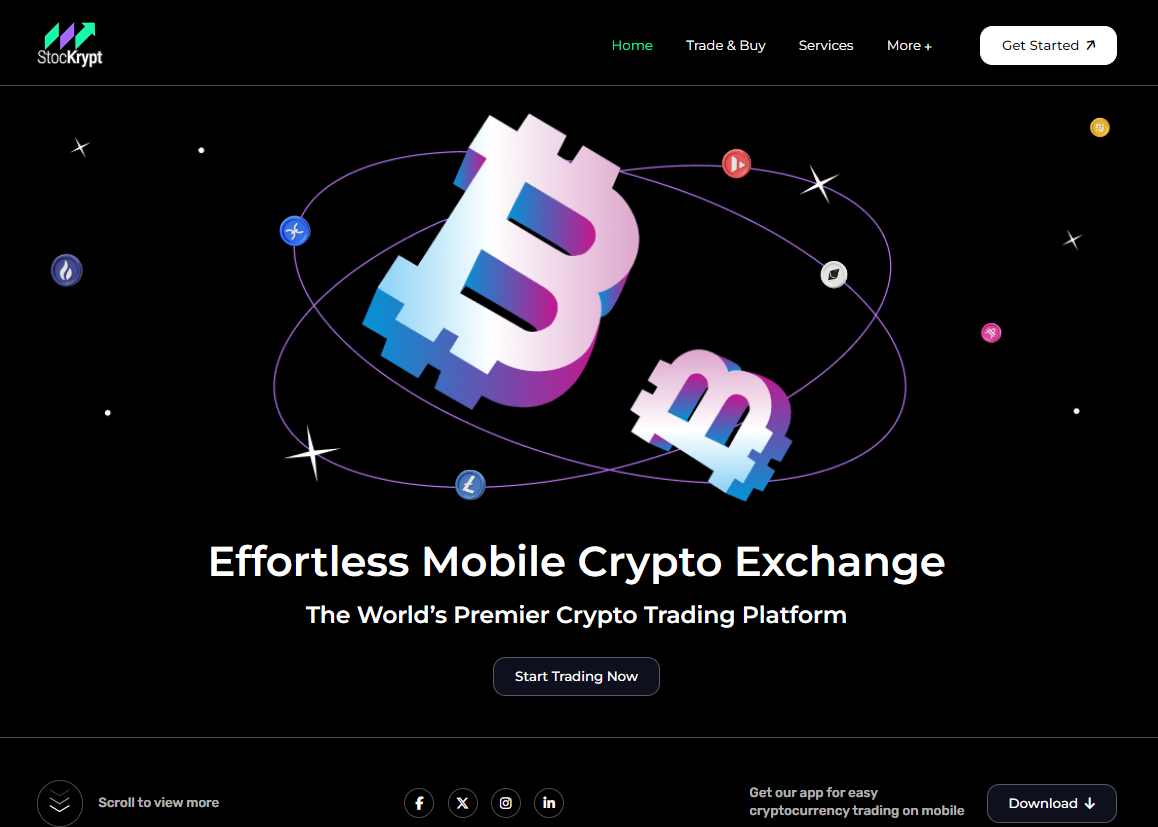 StocKrypt
Home
Trade & Buy
Services
More +
Get Started
Effortless Mobile Crypto Exchange
The World’s Premier Crypto Trading Platform
Start Trading Now
Scroll to view more
Get our app for easy
cryptocurrency trading on mobile
Download